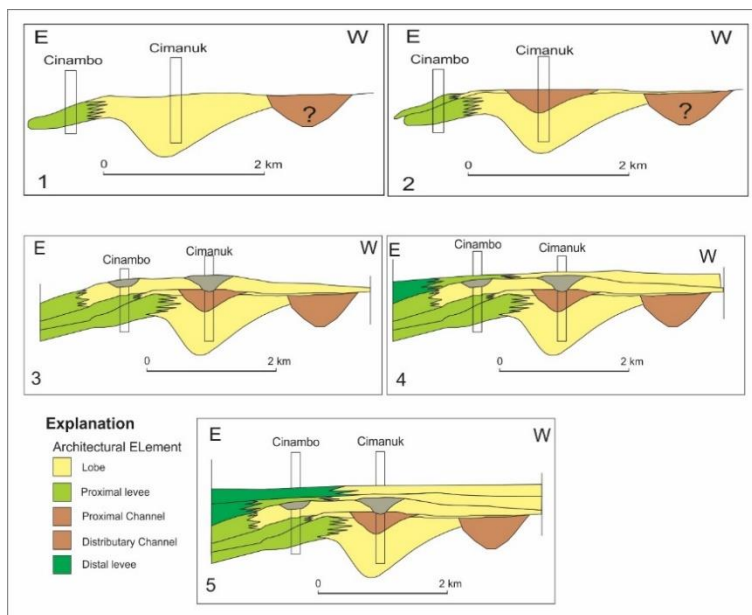 E W
Cinambo Cimanuk
?
0 2 km
1
E W
Cinambo Cimanuk
?
0 2 km
2
E W
Cinambo Cimanuk
0 2 km
3
E W
Cinambo Cimanuk
0 2 km
4
Explanation
Architectural ELement
Lobe
Proximal levee
Proximal Channel
Distributary Channel
Distal levee
E W
Cinambo Cimanuk
0 2 km
5